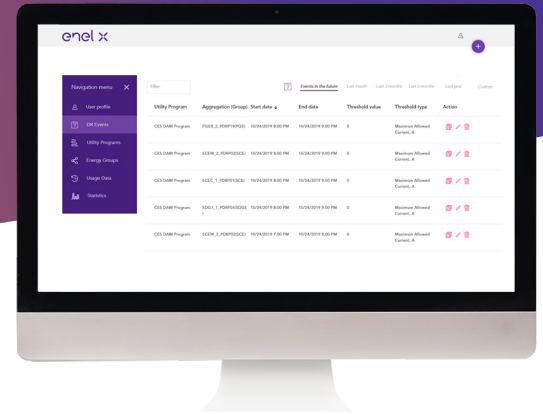 enel x
Navigation menu X
User profile
DR Events
Utility Programs
Energy Groups
Usage Data
Statistics
Filter
Events in the future Last month Last 3 months Last 6 months Last year Custom
Utility Program Aggregation (Group) Start date End date Threshold value Threshold type Action
CES DAM Program 10/24/2019 8:00 PM 10/24/2019 9:00 PM 0 Maximum Allowed
Current, A
CES DAM Program 10/24/2019 8:00 PM 10/24/2019 9:00 PM 0 Maximum Allowed
Current, A
CES DAM Program 10/24/2019 8:00 PM 10/24/2019 9:00 PM 0 Maximum Allowed
Current, A
CES DAM Program 10/24/2019 8:00 PM 10/24/2019 9:00 PM 0 Maximum Allowed
Current, A
CES DAM Program 10/24/2019 7:00 PM 10/24/2019 8:00 PM 0 Maximum Allowed
Current, A